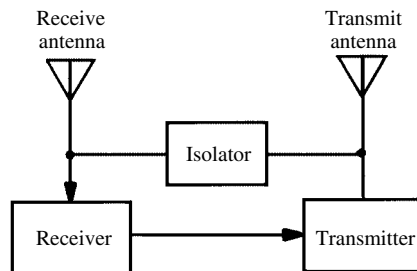 Receive
antenna
Transmit
antenna
Isolator
Receiver
Transmitter